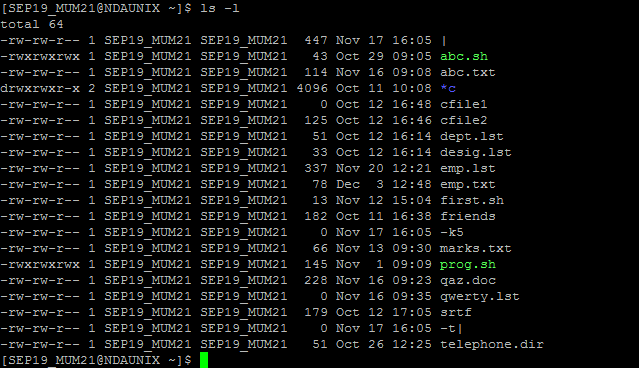 [SEP19_MUM21@NDAUNIX ~]$ ls -l
total 64
-rw-rw-r-- 1 SEP19_MUM21 SEP19_MUM21  447 Nov 17 16:05 |
-rwxrwxrwx 1 SEP19_MUM21 SEP19_MUM21   43 Oct 29 09:05 abc.sh
-rw-rw-r-- 1 SEP19_MUM21 SEP19_MUM21  114 Nov 16 09:08 abc.txt
drwxrwxr-x 2 SEP19_MUM21 SEP19_MUM21 4096 Oct 11 10:08 *c
-rw-rw-r-- 1 SEP19_MUM21 SEP19_MUM21    0 Oct 12 16:48 cfile1
-rw-rw-r-- 1 SEP19_MUM21 SEP19_MUM21  125 Oct 12 16:46 cfile2
-rw-rw-r-- 1 SEP19_MUM21 SEP19_MUM21   51 Oct 12 16:14 dept.lst
-rw-rw-r-- 1 SEP19_MUM21 SEP19_MUM21   33 Oct 12 16:14 desig.lst
-rw-rw-r-- 1 SEP19_MUM21 SEP19_MUM21  337 Nov 20 12:21 emp.lst
-rw-rw-r-- 1 SEP19_MUM21 SEP19_MUM21   78 Dec  3 12:48 emp.txt
-rw-rw-r-- 1 SEP19_MUM21 SEP19_MUM21   13 Nov 12 15:04 first.sh
-rw-rw-r-- 1 SEP19_MUM21 SEP19_MUM21  182 Oct 11 16:38 friends
-rw-rw-r-- 1 SEP19_MUM21 SEP19_MUM21    0 Nov 17 16:05 -k5
-rw-rw-r-- 1 SEP19_MUM21 SEP19_MUM21   66 Nov 13 09:30 marks.txt
-rwxrwxrwx 1 SEP19_MUM21 SEP19_MUM21  145 Nov  1 09:09 prog.sh
-rw-rw-r-- 1 SEP19_MUM21 SEP19_MUM21  228 Nov 16 09:23 qaz.doc
-rw-rw-r-- 1 SEP19_MUM21 SEP19_MUM21    0 Nov 16 09:35 qwerty.lst
-rw-rw-r-- 1 SEP19_MUM21 SEP19_MUM21  179 Oct 12 17:05 srtf
-rw-rw-r-- 1 SEP19_MUM21 SEP19_MUM21    0 Nov 17 16:05 -t|
-rw-rw-r-- 1 SEP19_MUM21 SEP19_MUM21   51 Oct 26 12:25 telephone.dir
[SEP19_MUM21@NDAUNIX ~]$